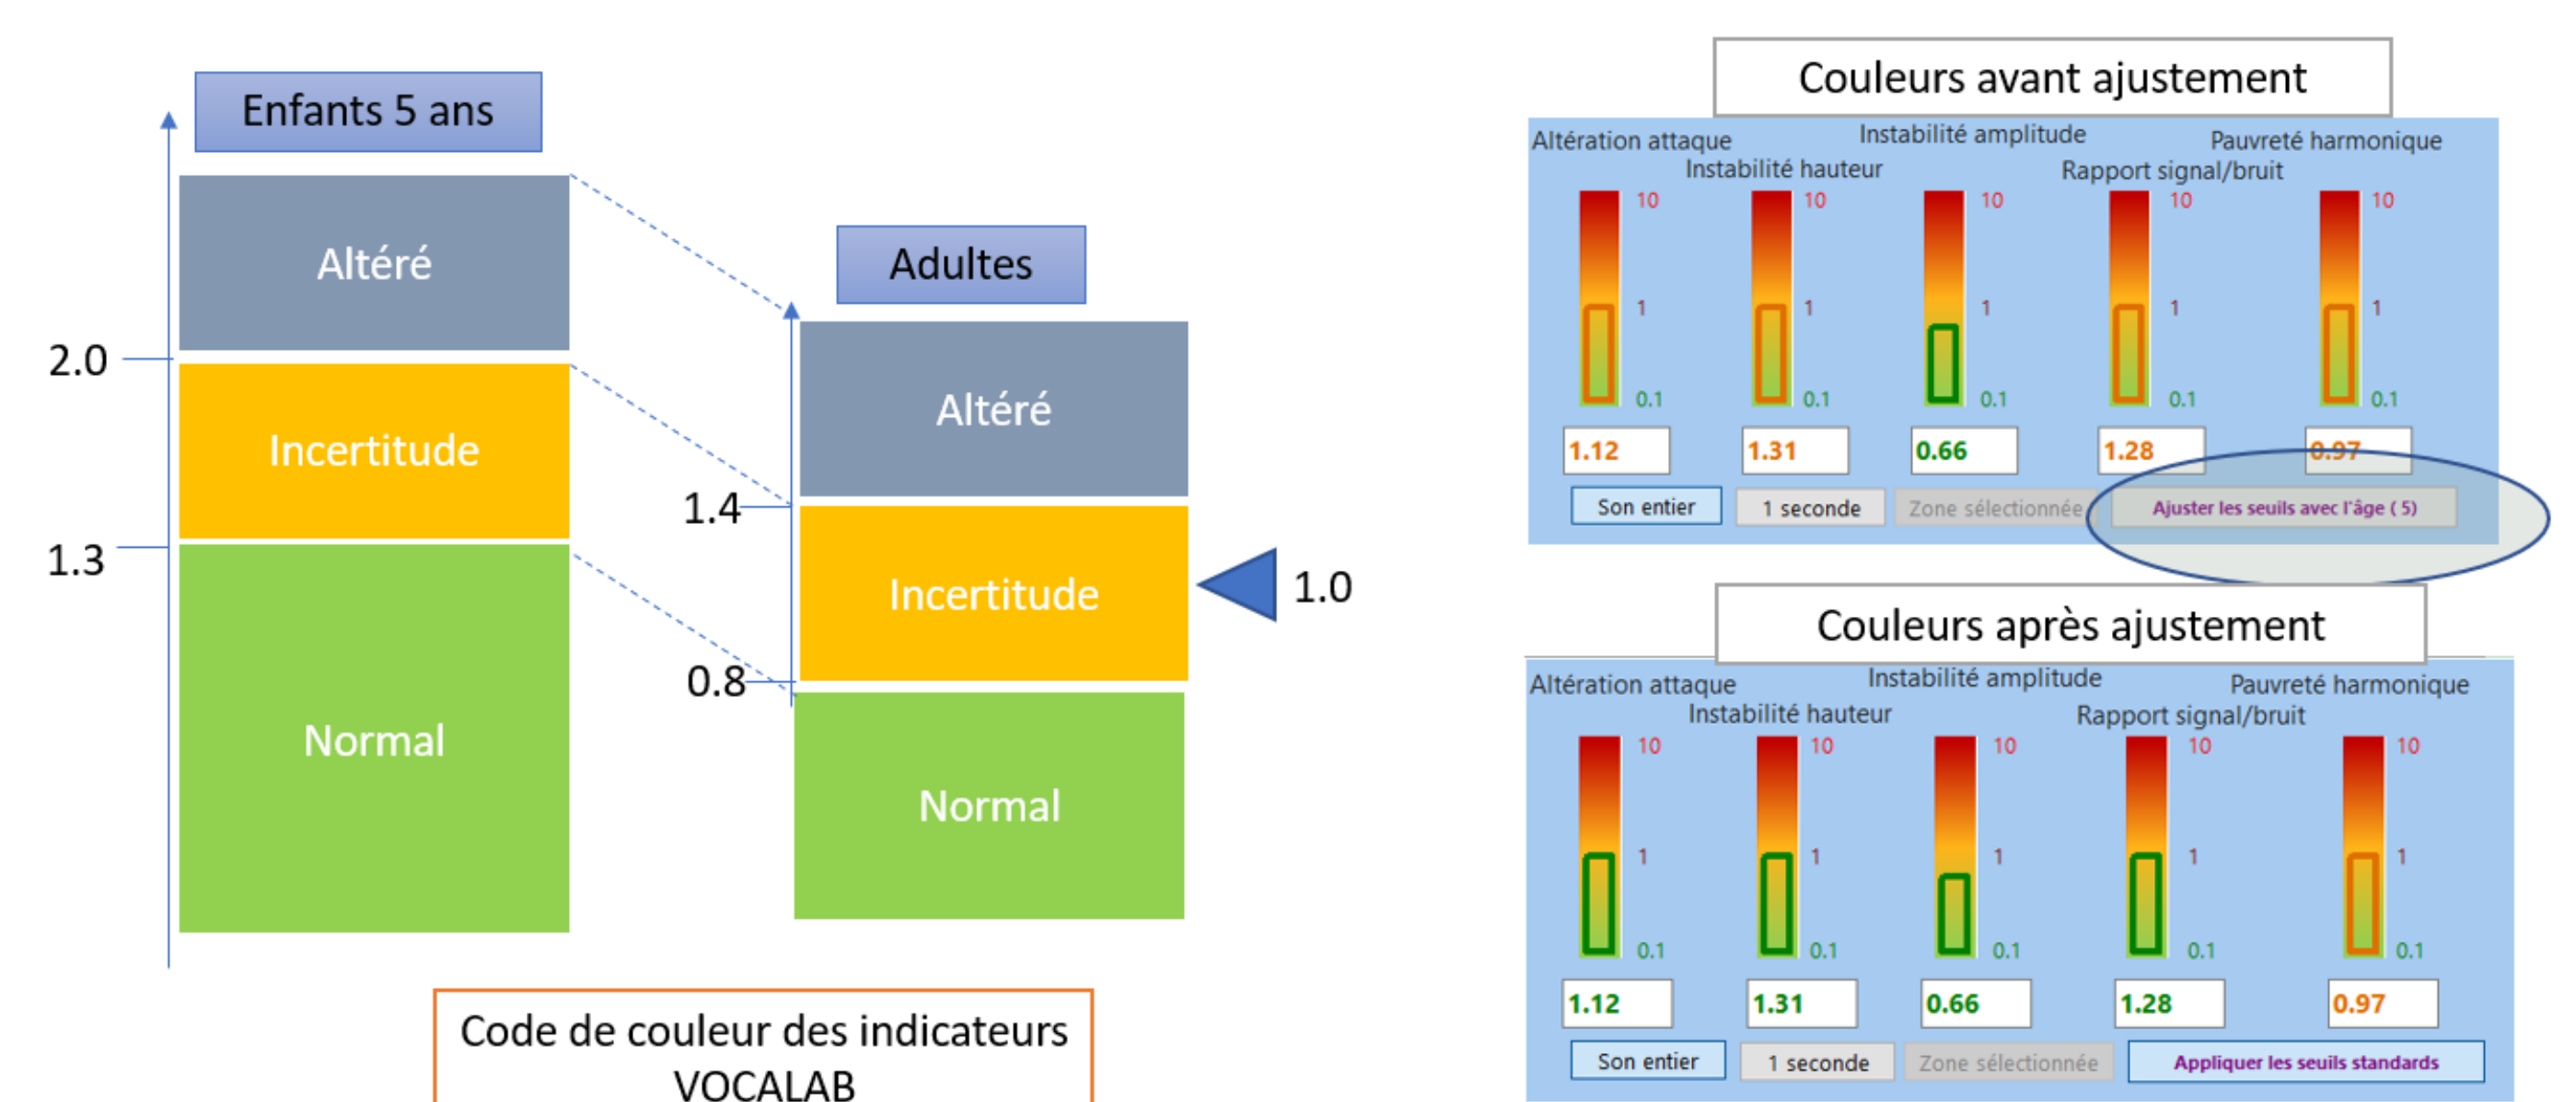 Enfants 5 ans
Altéré
2.0
Incertitude
1.3
Normal
Adultes
Altéré
1.4
Incertitude
1.0
0.8
Normal
Code de couleur des indicateurs
VOCALAB
Couleurs avant ajustement
Altération attaque
Instabilité amplitude
Pauvreté harmonique
Instabilité hauteur
Rapport signal/bruit
10 10 10 10 10
1 1 1 1 1
0.1 0.1 0.1 0.1 0.1
1.12 1.31 0.66 1.28 0.97
Son entier 1 seconde Zone sélectionnée Ajuster les seuils avec l'âge ( 5)
Couleurs après ajustement
Altération attaque
Instabilité amplitude
Pauvreté harmonique
Instabilité hauteur
Rapport signal/bruit
10 10 10 10 10
1 1 1 1 1
0.1 0.1 0.1 0.1 0.1
1.12 1.31 0.66 1.28 0.97
Son entier 1 seconde Zone sélectionnée Appliquer les seuils standards